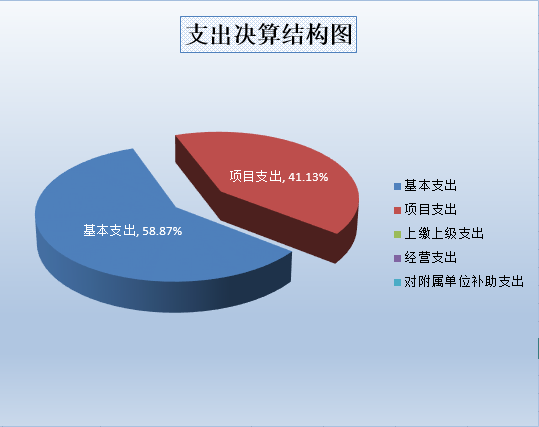 支出决算结构图
项目支出, 41.13%
基本支出, 58.87%
基本支出
项目支出
上缴上级支出
经营支出
对附属单位补助支出